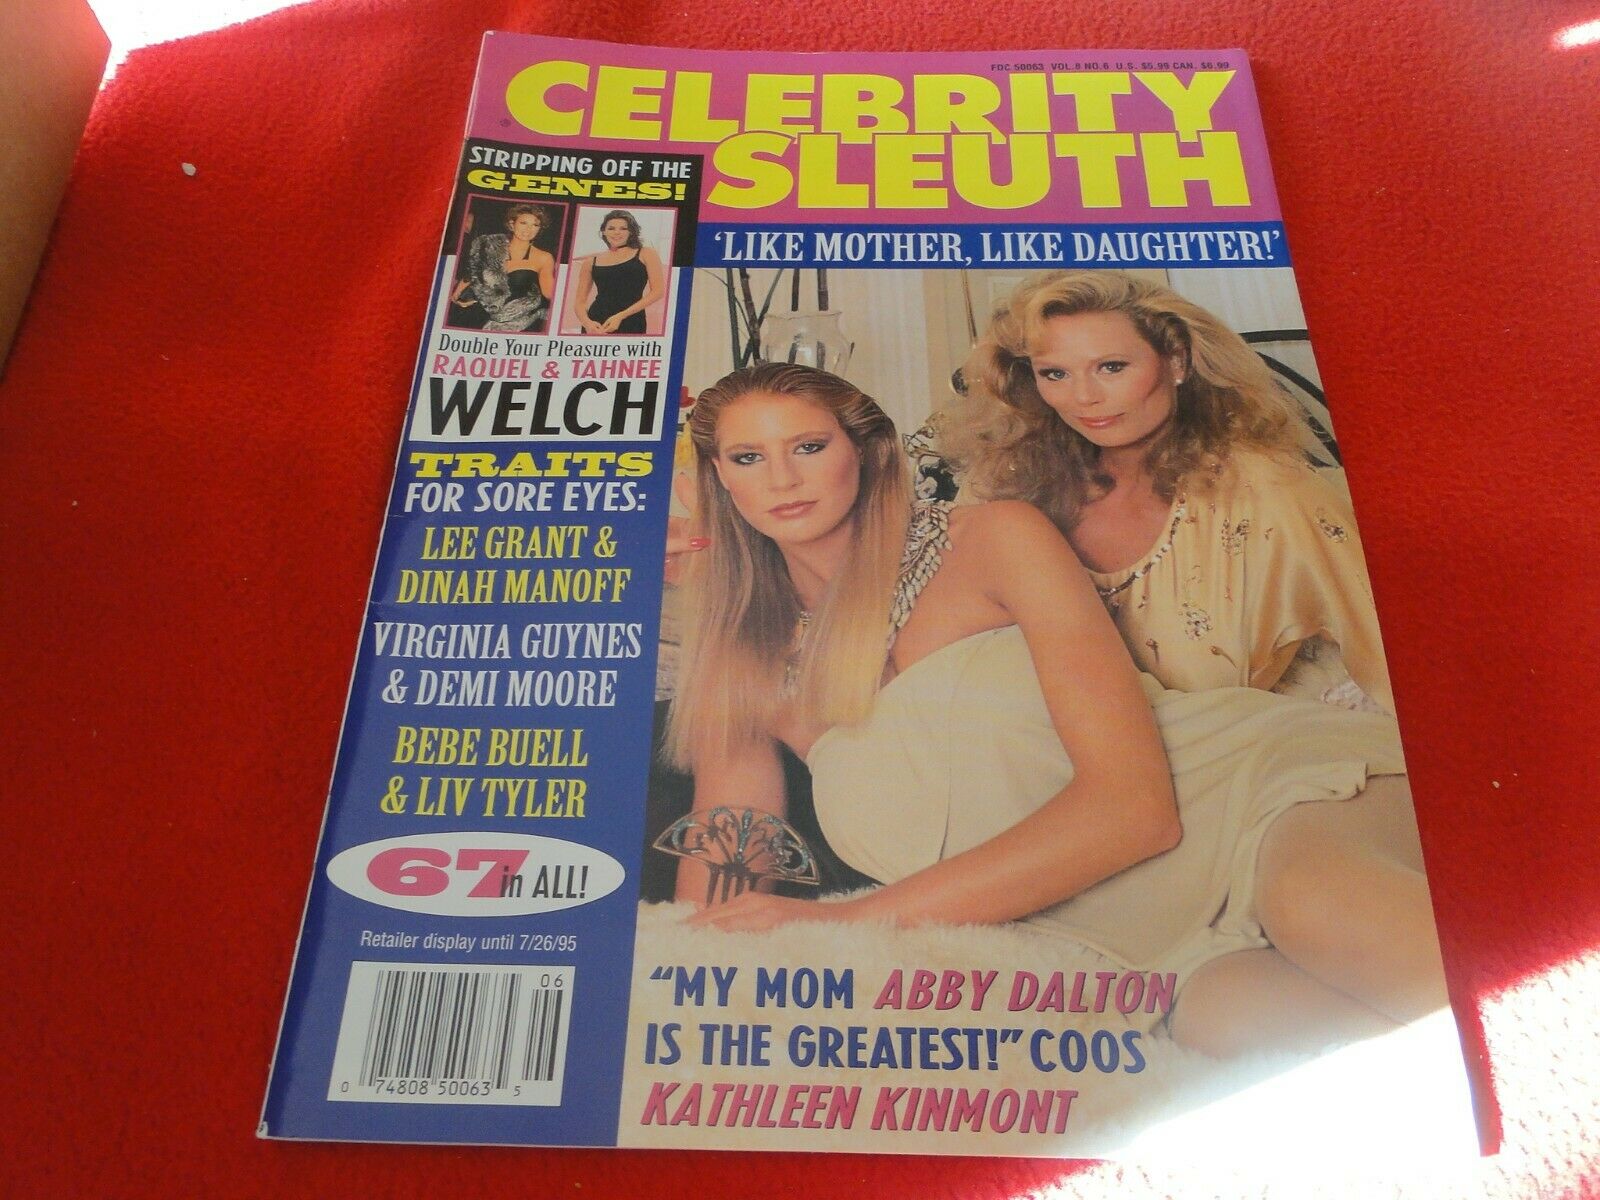 FDC 50063 VOL.8 NO.6 U.S. $5.99 CAN. $6.99
CELEBRITY
SLEUTH
®
STRIPPING OFF THE
GENES!
Double Your Pleasure with
RAQUEL & TAHNEE
WELCH
TRAITS
FOR SORE EYES:
LEE GRANT &
DINAH MANOFF
VIRGINIA GUYNES
& DEMI MOORE
BEBE BUELL
& LIV TYLER
67 in ALL!
Retailer display until 7/26/95
06
0 74808 50063 5
'LIKE MOTHER, LIKE DAUGHTER!'
"MY MOM ABBY DALTON
IS THE GREATEST!" COOS
KATHLEEN KINMONT